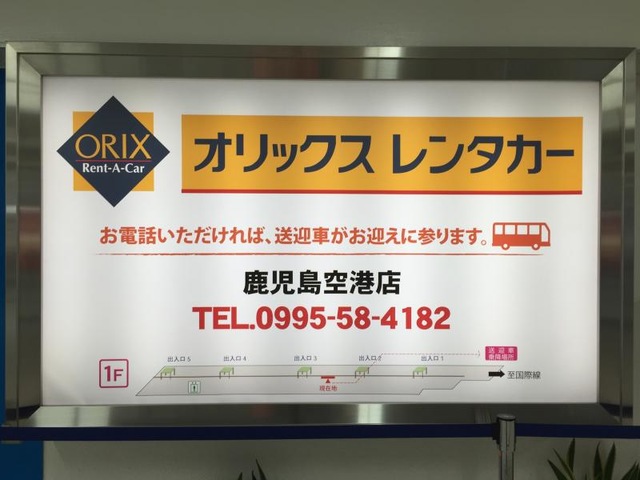 ORIX
Rent-A-Car
オリックス レンタカー
お電話いただければ、送迎車がお迎えに参ります。
鹿児島空港店
TEL.0995-58-4182
1F
出入口5
出入口4
出入口3
出入口2
出入口1
送迎車
乗降場所
現在地
至国際線